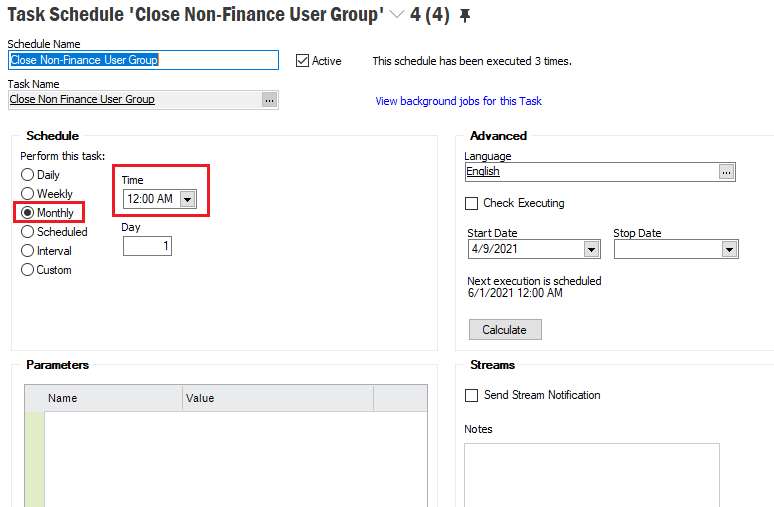 Task Schedule 'Close Non-Finance User Group' 4 (4)
Schedule Name
Close Non-Finance User Group
Active
This schedule has been executed 3 times.
Task Name
Close Non Finance User Group
...
View background jobs for this Task
Schedule
Perform this task:
Daily
Weekly
Monthly
Scheduled
Interval
Custom
Time
12:00 AM
Day
1
Advanced
Language
English
...
Check Executing
Start Date
Stop Date
4/9/2021
Next execution is scheduled
6/1/2021 12:00 AM
Calculate
Parameters
Name
Value
Streams
Send Stream Notification
Notes